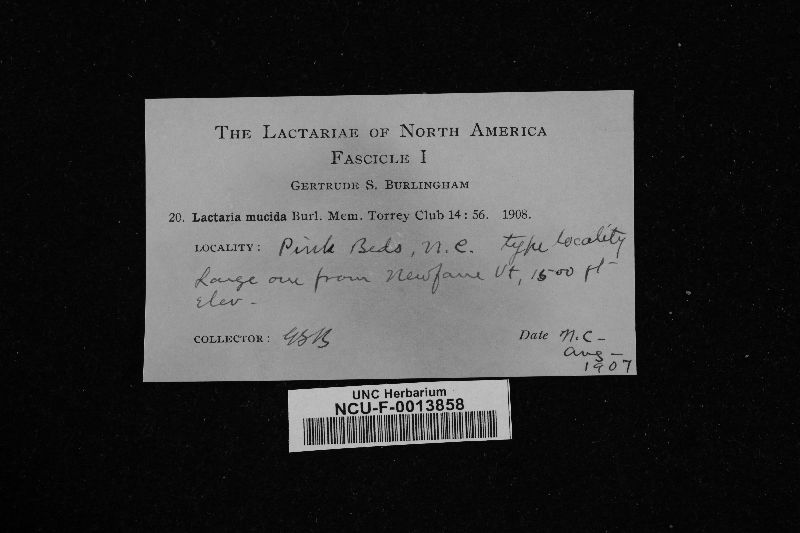 THE LACTARIAE OF NORTH AMERICA
FASCICLE I
GERTRUDE S. BURLINGHAM
20. Lactaria mucida Burl. Mem. Torrey Club 14 : 56. 1908.
LOCALITY : Pink Beds, N.C. type locality
Large one from Newfane Vt, 1500 ft
Elev -
COLLECTOR : GSB
Date N.C -
Aug -
1907
UNC Herbarium
NCU-F-0013858